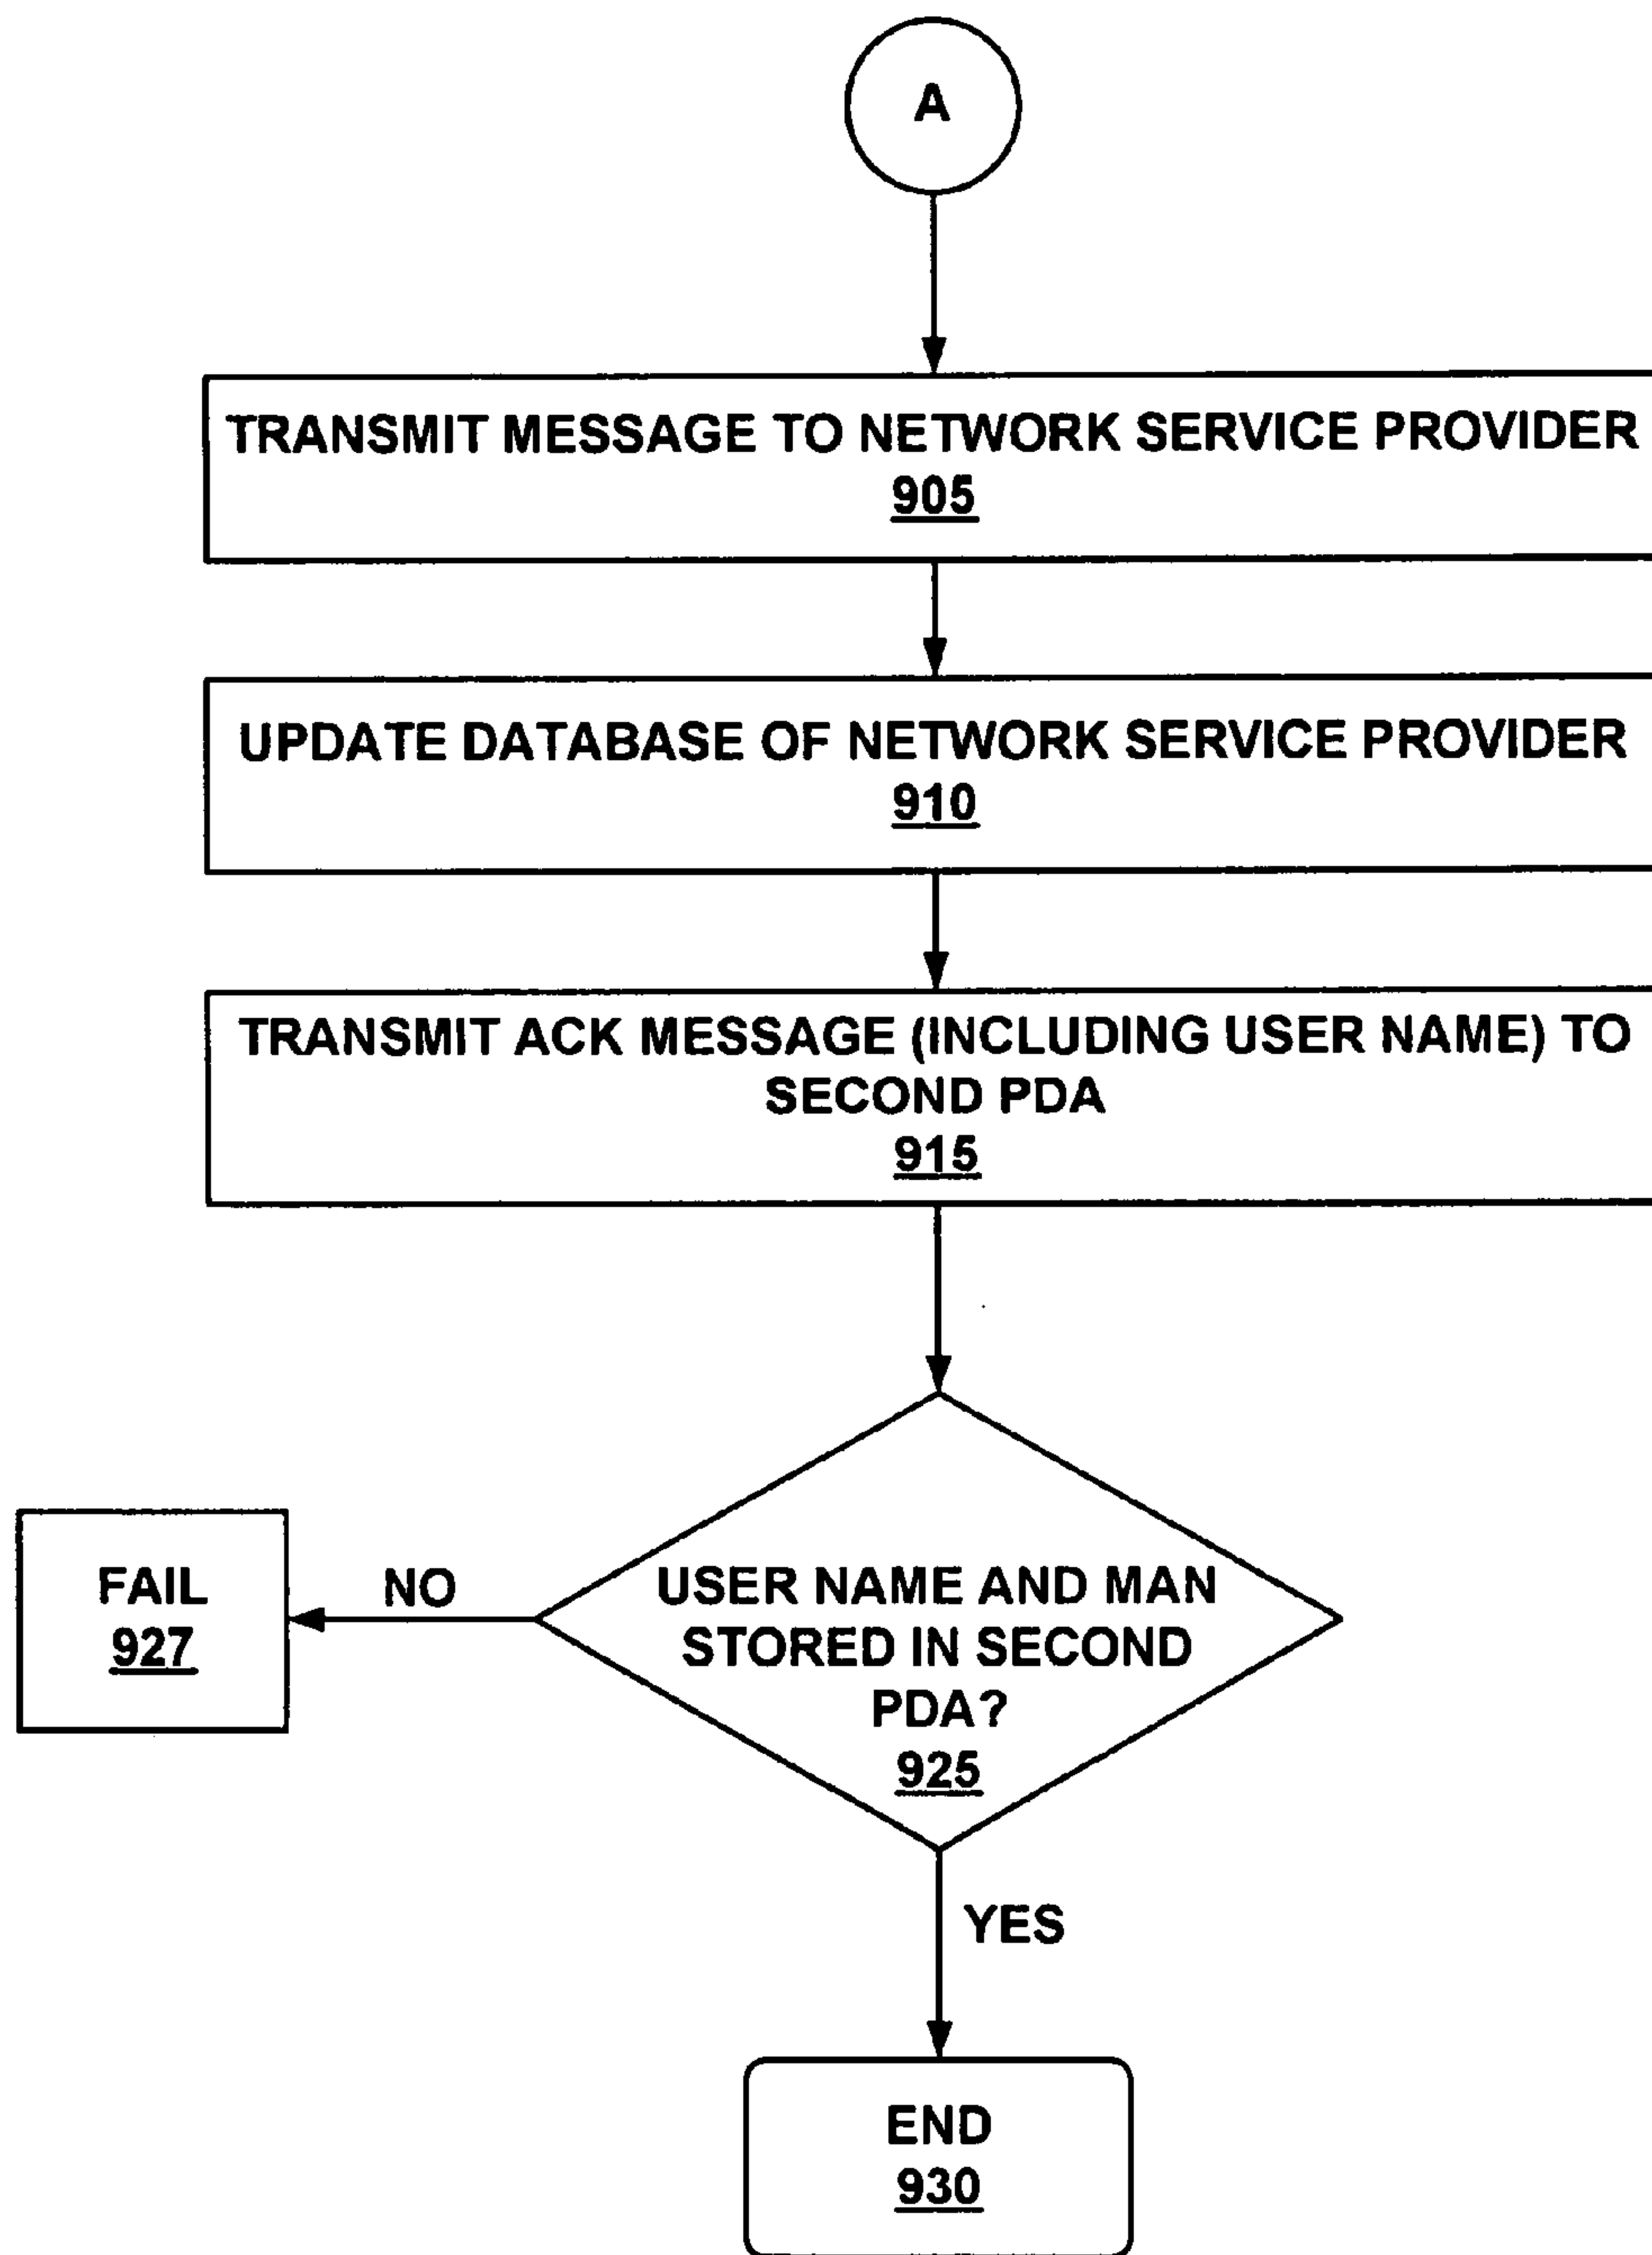 A
TRANSMIT MESSAGE TO NETWORK SERVICE PROVIDER
905
UPDATE DATABASE OF NETWORK SERVICE PROVIDER
910
TRANSMIT ACK MESSAGE (INCLUDING USER NAME) TO
SECOND PDA
915
USER NAME AND MAN
STORED IN SECOND
PDA?
925
NO
FAIL
927
YES
END
930